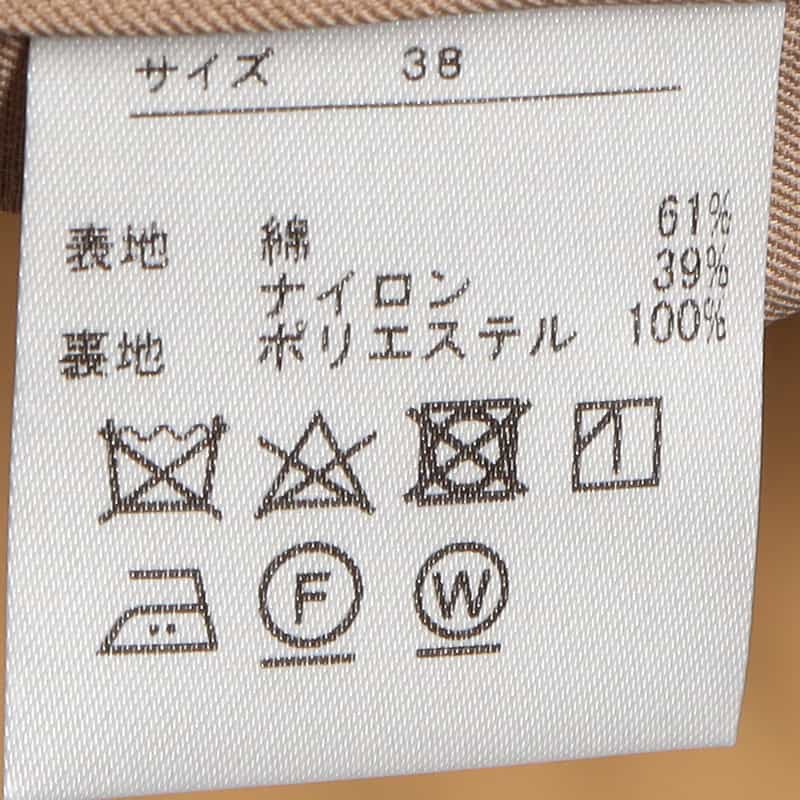 サイズ 38
表地 綿 61%
ナイロン 39%
裏地 ポリエステル 100%
F W